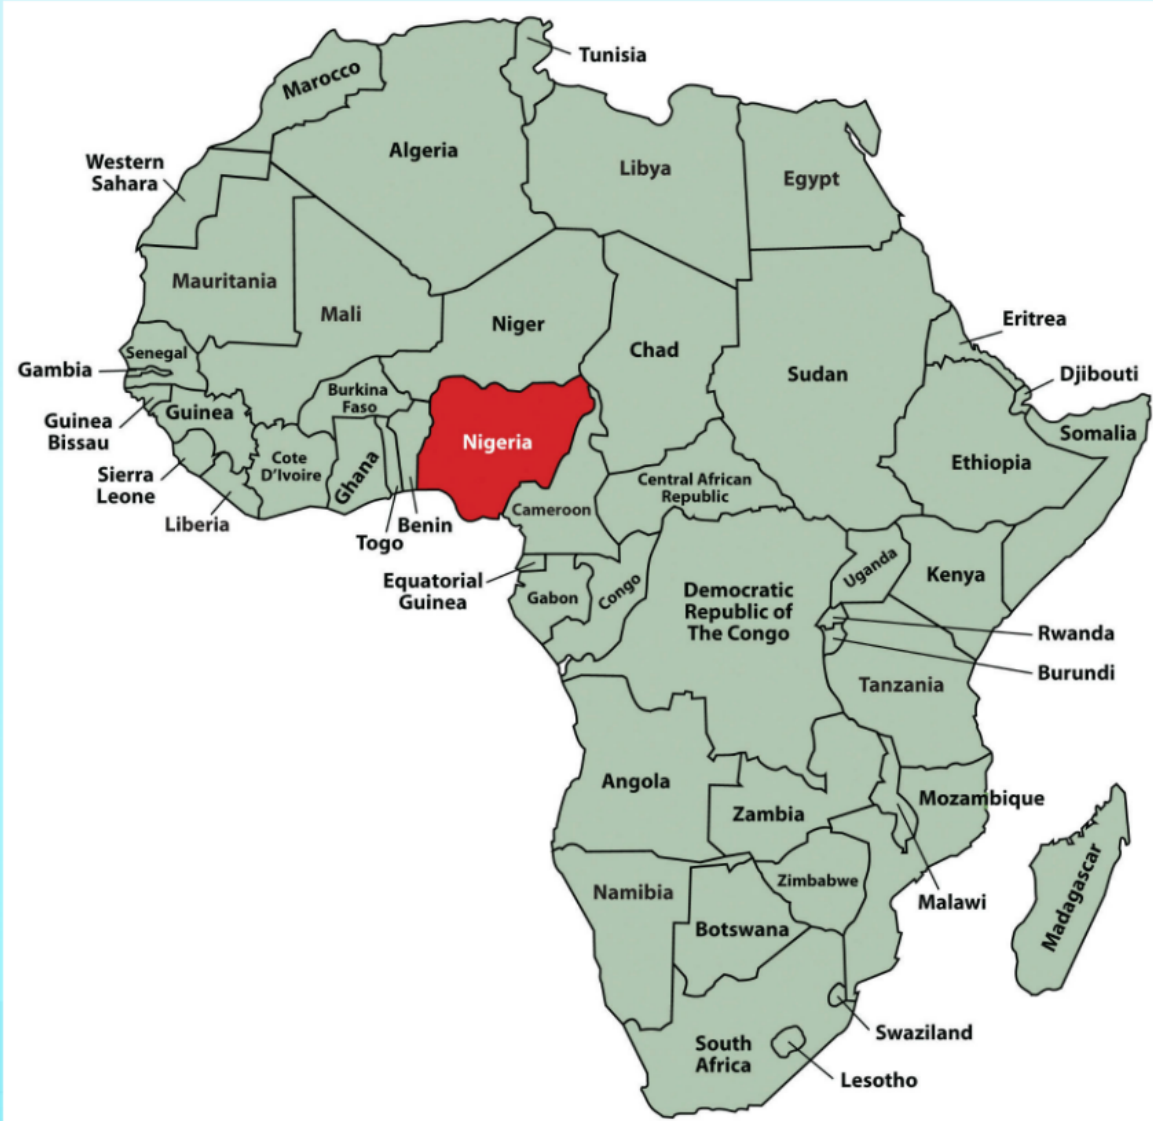 Tunisia
Marocco
Algeria
Western
Sahara
Libya
Egypt
Mauritania
Mali
Niger
Chad
Sudan
Eritrea
Senegal
Gambia
Djibouti
Burkina
Faso
Guinea
Guinea
Bissau
Nigeria
Somalia
Cote
D'Ivoire
Ghana
Ethiopia
Sierra
Leone
Central African
Republic
Liberia
Cameroon
Benin
Togo
Equatorial
Guinea
Gabon
Congo
Democratic
Republic of
The Congo
Uganda
Kenya
Rwanda
Burundi
Tanzania
Angola
Zambia
Mozambique
Zimbabwe
Namibia
Malawi
Madagascar
Botswana
Swaziland
South
Africa
Lesotho